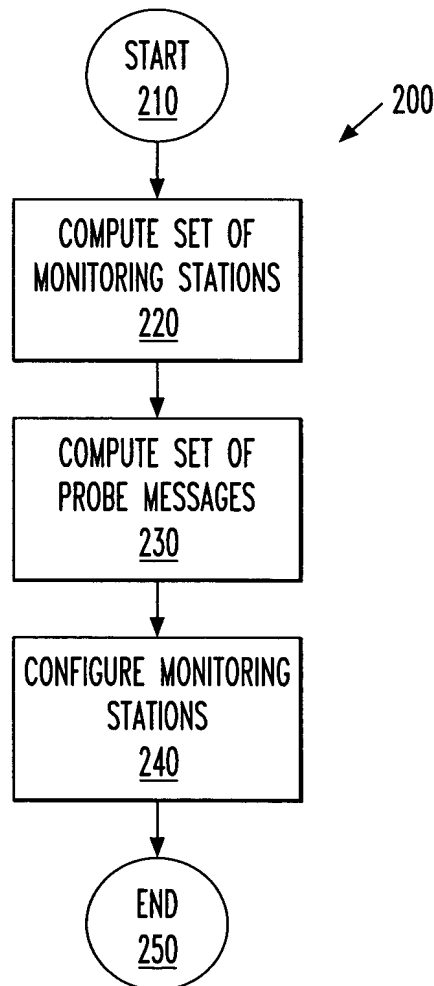 START
210
200
COMPUTE SET OF
MONITORING STATIONS
220
COMPUTE SET OF
PROBE MESSAGES
230
CONFIGURE MONITORING
STATIONS
240
END
250